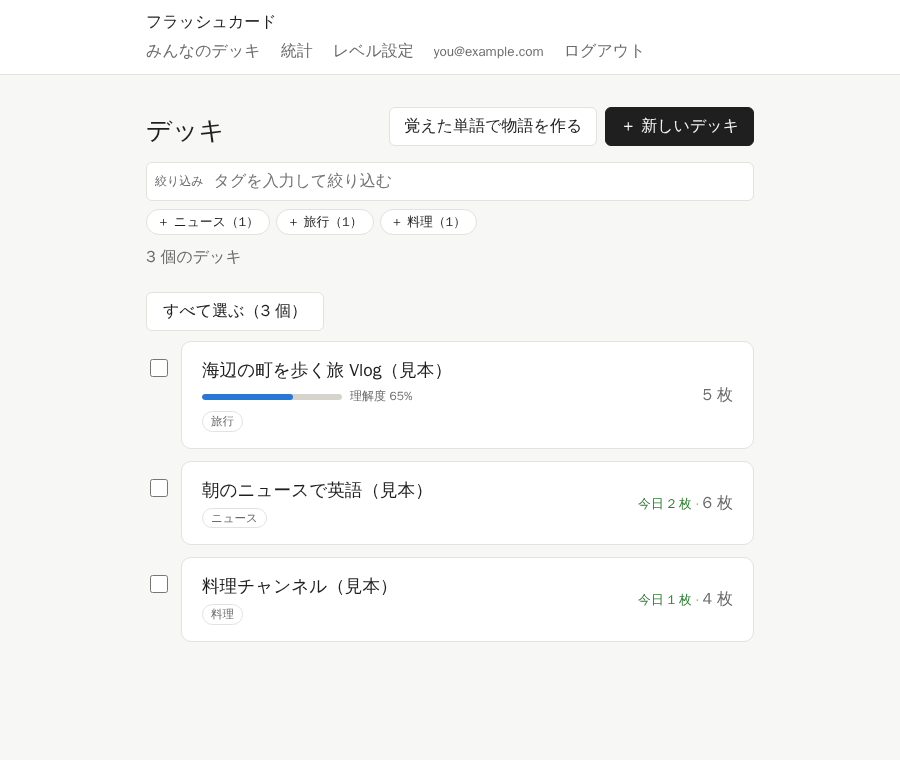 フラッシュカード
みんなのデッキ 統計 レベル設定 you@example.com ログアウト
デッキ
覚えた単語で物語を作る
＋ 新しいデッキ
絞り込み タグを入力して絞り込む
＋ ニュース（1） ＋ 旅行（1） ＋ 料理（1）
3 個のデッキ
すべて選ぶ（3 個）
海辺の町を歩く旅 Vlog（見本）
理解度 65%
旅行
5 枚
朝のニュースで英語（見本）
ニュース
今日 2 枚 · 6 枚
料理チャンネル（見本）
料理
今日 1 枚 · 4 枚